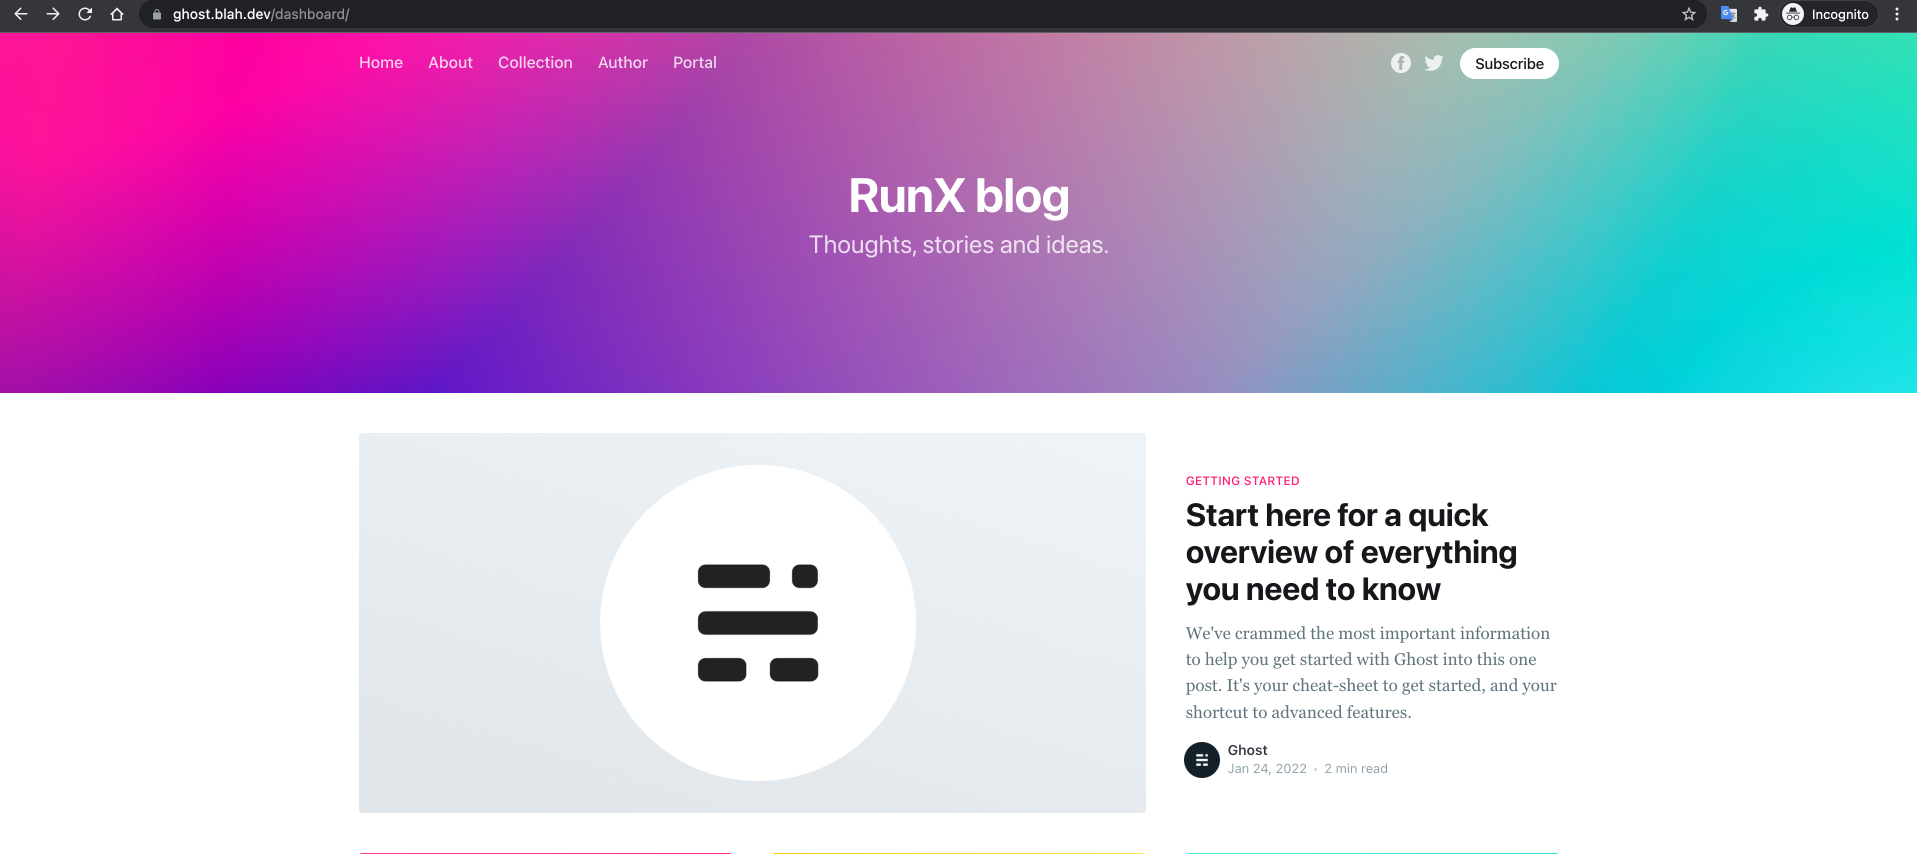 ghost.blah.dev/dashboard/
Incognito
Home About Collection Author Portal
Subscribe
RunX blog
Thoughts, stories and ideas.
GETTING STARTED
Start here for a quick
overview of everything
you need to know
We've crammed the most important information
to help you get started with Ghost into this one
post. It's your cheat-sheet to get started, and your
shortcut to advanced features.
Ghost
Jan 24, 2022 • 2 min read